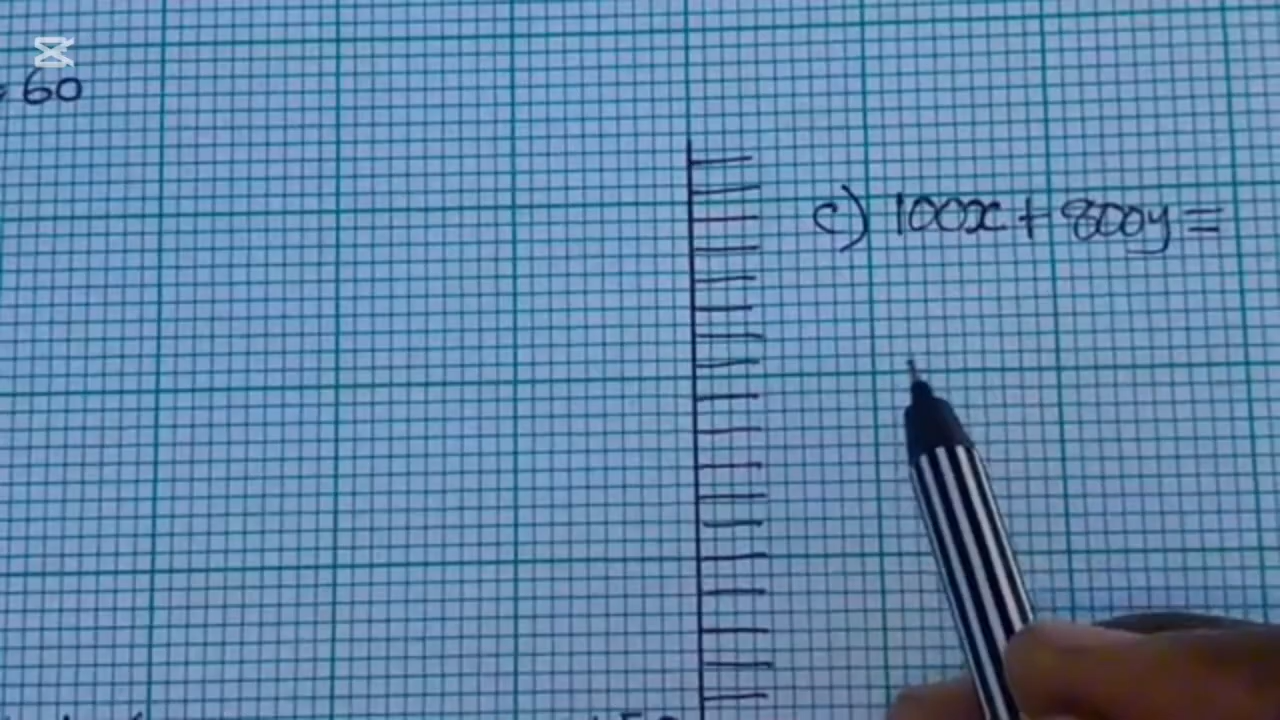 = 60
c) 100x + 800y =